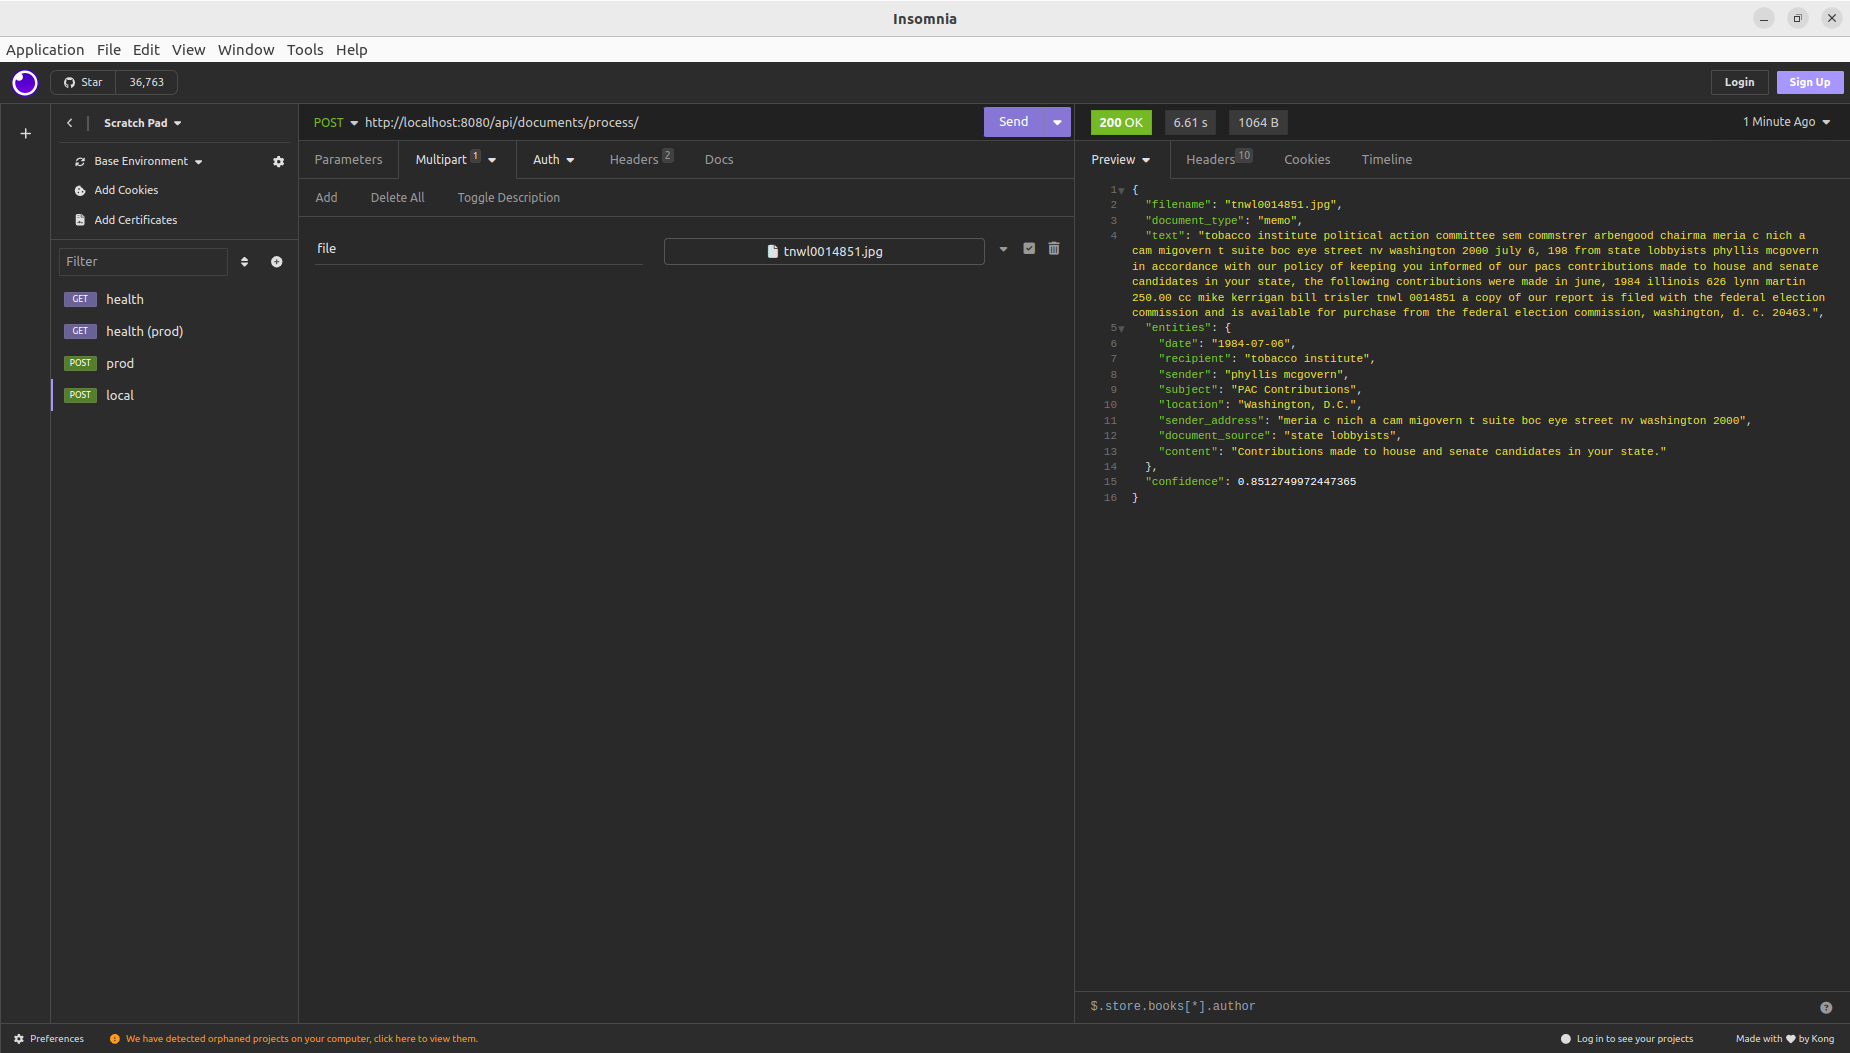 Insomnia
Application File Edit View Window Tools Help
Star 36,763
Login Sign Up
Scratch Pad
Base Environment
Add Cookies
Add Certificates
Filter
GET health
GET health (prod)
POST prod
POST local
POST http://localhost:8080/api/documents/process/ Send
Parameters Multipart 1 Auth Headers 2 Docs
Add Delete All Toggle Description
file tnwl0014851.jpg
200 OK 6.61 s 1064 B 1 Minute Ago
Preview Headers 10 Cookies Timeline
1 {
2 "filename": "tnwl0014851.jpg",
3 "document_type": "memo",
4 "text": "tobacco institute political action committee sem commstrer arbengood chairma meria c nich a
cam migovern t suite boc eye street nv washington 2000 july 6, 198 from state lobbyists phyllis mcgovern
in accordance with our policy of keeping you informed of our pacs contributions made to house and senate
candidates in your state, the following contributions were made in june, 1984 illinois 626 lynn martin
250.00 cc mike kerrigan bill trisler tnwl 0014851 a copy of our report is filed with the federal election
commission and is available for purchase from the federal election commission, washington, d. c. 20463.",
5 "entities": {
6 "date": "1984-07-06",
7 "recipient": "tobacco institute",
8 "sender": "phyllis mcgovern",
9 "subject": "PAC Contributions",
10 "location": "Washington, D.C.",
11 "sender_address": "meria c nich a cam migovern t suite boc eye street nv washington 2000",
12 "document_source": "state lobbyists",
13 "content": "Contributions made to house and senate candidates in your state."
14 },
15 "confidence": 0.8512749972447365
16 }
$.store.books[*].author
Preferences We have detected orphaned projects on your computer, click here to view them. Log in to see your projects Made with by Kong